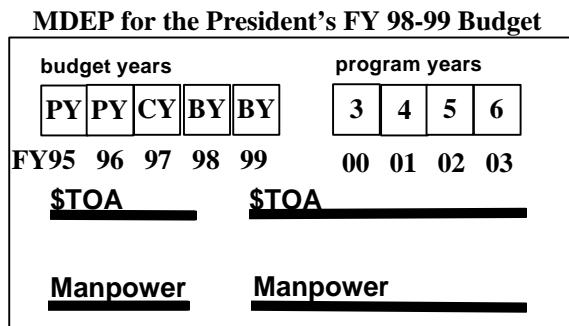 MDEP for the President's FY 98-99 Budget
budget years program years
PY PY CY BY BY 3 4 5 6
FY95 96 97 98 99 00 01 02 03
$TOA $TOA
Manpower Manpower